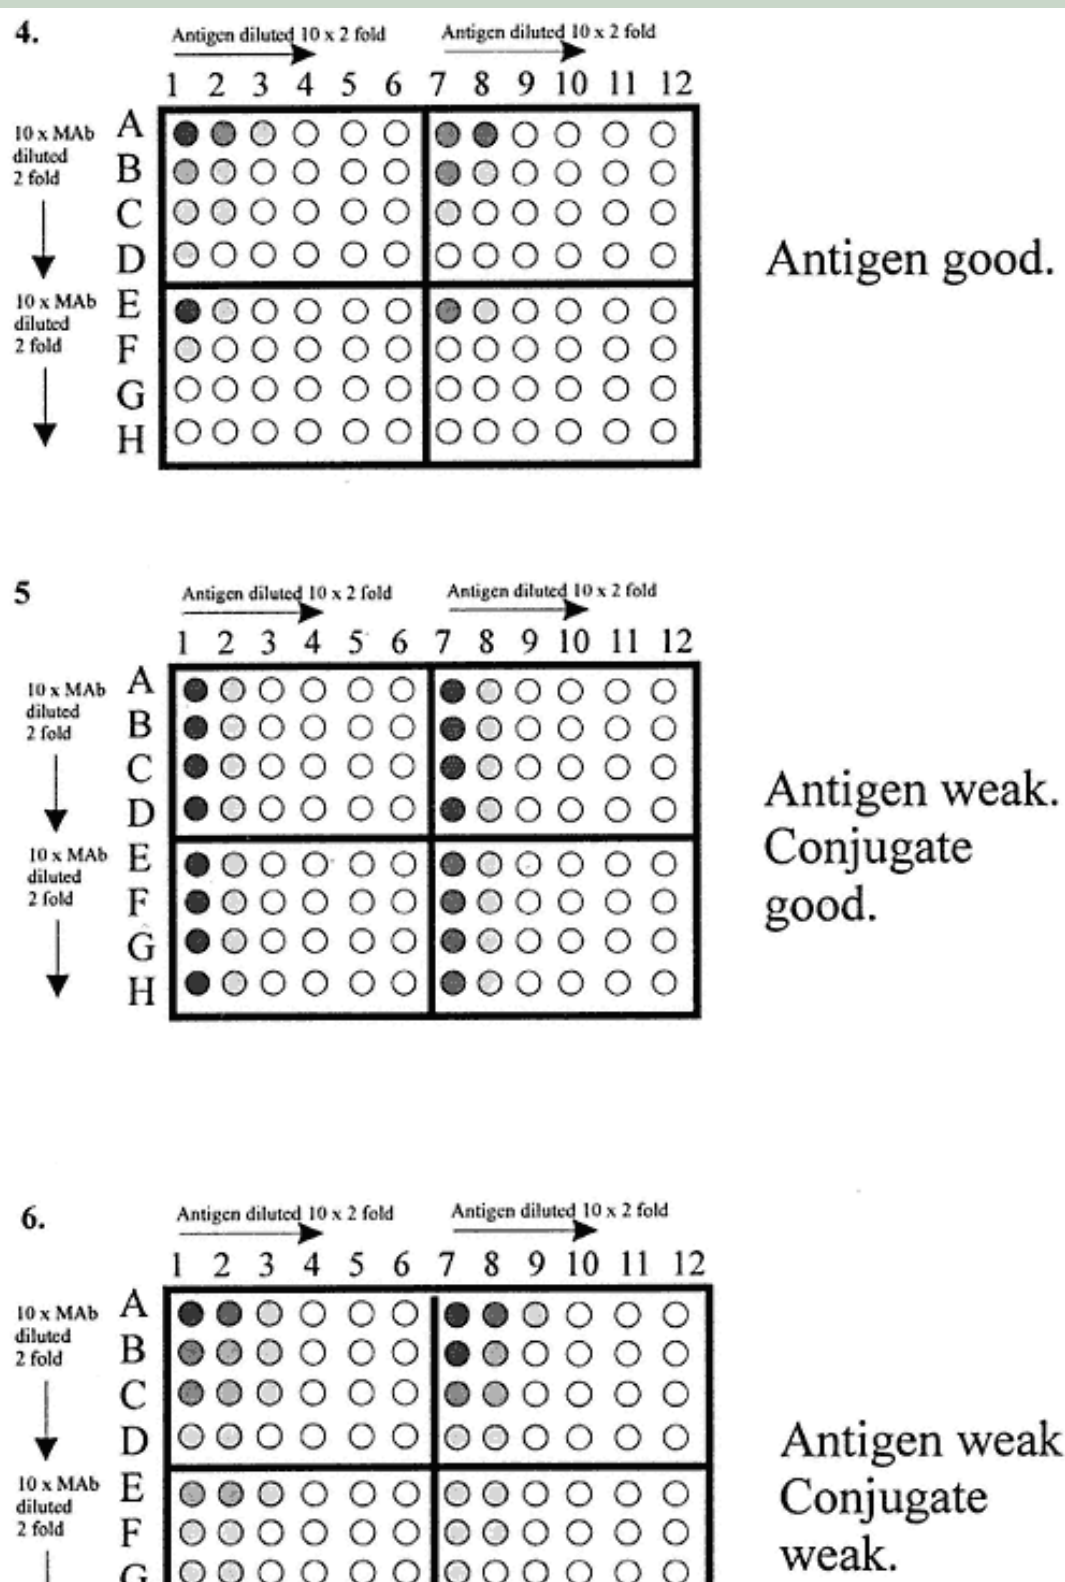 4.
Antigen diluted 10 x 2 fold
Antigen diluted 10 x 2 fold
1 2 3 4 5 6 7 8 9 10 11 12
10 x MAb
diluted
2 fold
A
B
C
D
10 x MAb
diluted
2 fold
E
F
G
H
Antigen good.
5
Antigen diluted 10 x 2 fold
Antigen diluted 10 x 2 fold
1 2 3 4 5 6 7 8 9 10 11 12
10 x MAb
diluted
2 fold
A
B
C
D
10 x MAb
diluted
2 fold
E
F
G
H
Antigen weak.
Conjugate
good.
6.
Antigen diluted 10 x 2 fold
Antigen diluted 10 x 2 fold
1 2 3 4 5 6 7 8 9 10 11 12
10 x MAb
diluted
2 fold
A
B
C
D
10 x MAb
diluted
2 fold
E
F
G
Antigen weak
Conjugate
weak.